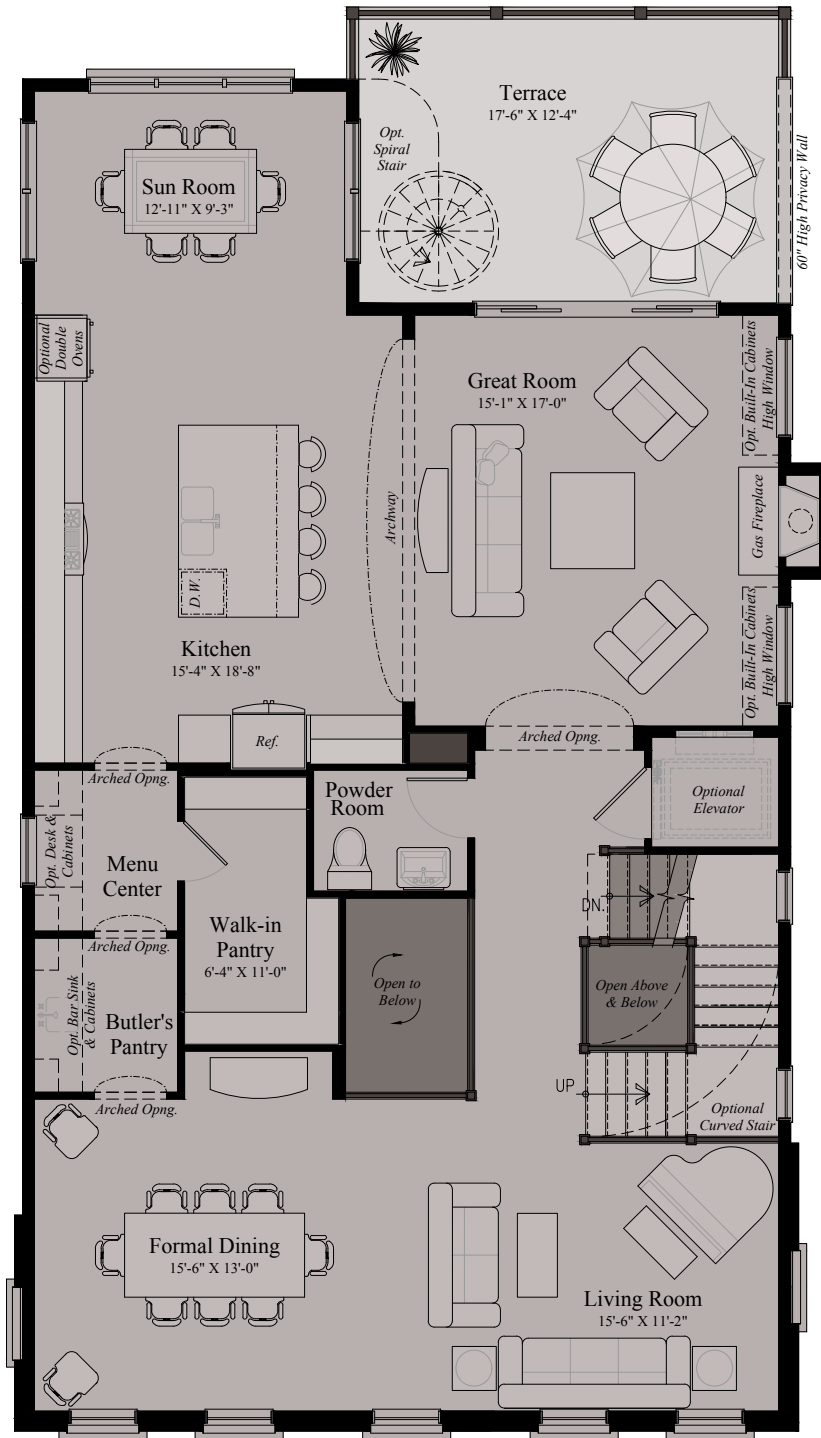 Terrace
17'-6" X 12'-4"
Opt.
Spiral
Stair
60" High Privacy Wall
Sun Room
12'-11" X 9'-3"
Optional
Double
Ovens
Great Room
15'-1" X 17'-0"
Opt. Built-In Cabinets
High Window
Archway
Gas Fireplace
D.W.
Kitchen
15'-4" X 18'-8"
Opt. Built-In Cabinets
High Window
Ref.
Arched Opng.
Arched Opng.
Powder
Room
Optional
Elevator
Opt. Desk &
Cabinets
Menu
Center
DN.
Arched Opng.
Walk-in
Pantry
6'-4" X 11'-0"
Open to
Below
Open Above
& Below
Opt. Bar Sink
& Cabinets
Butler's
Pantry
UP
Arched Opng.
Optional
Curved Stair
Formal Dining
15'-6" X 13'-0"
Living Room
15'-6" X 11'-2"